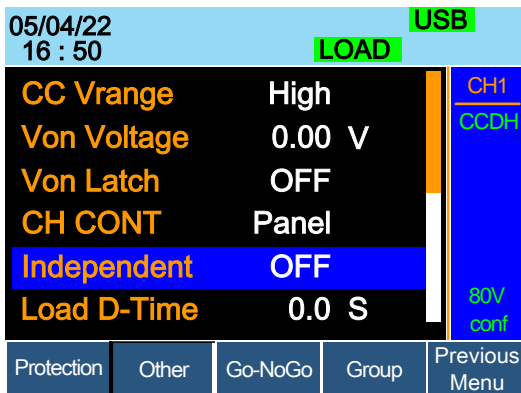 05/04/22
16 : 50
USB
LOAD
CC Vrange High
Von Voltage 0.00 V
Von Latch OFF
CH CONT Panel
Independent OFF
Load D-Time 0.0 S
CH1
CCDH
80V
conf
Protection Other Go-NoGo Group Previous Menu